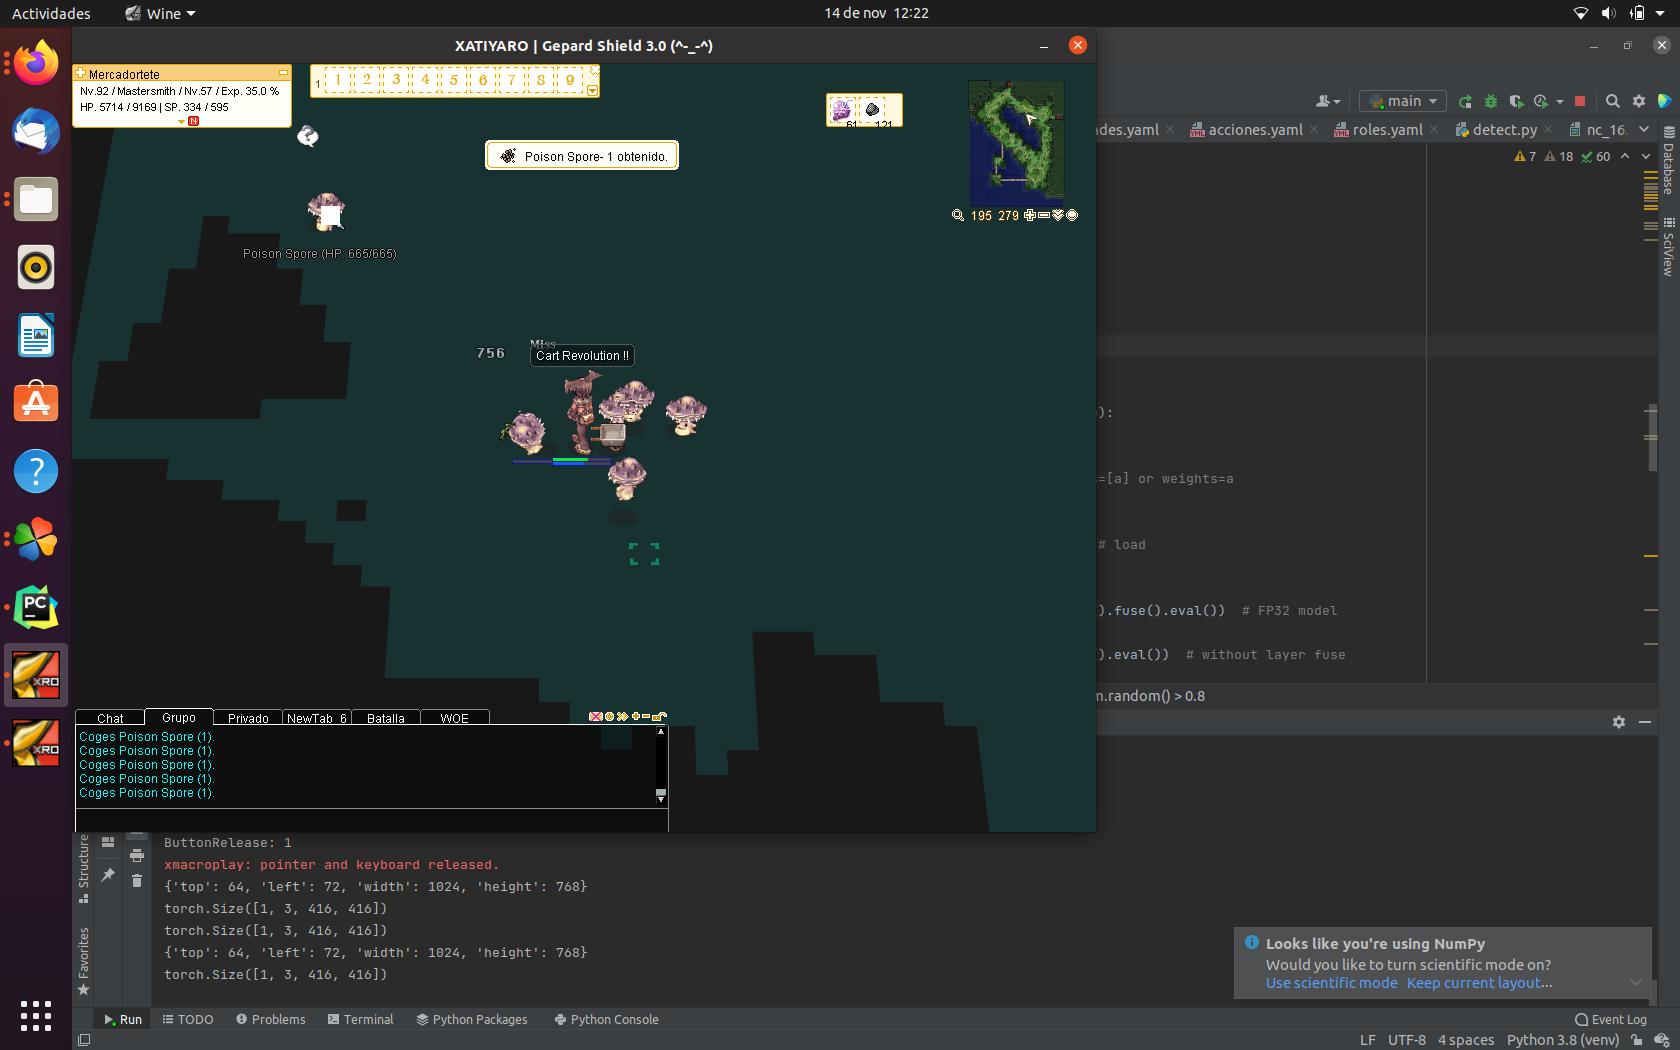 Actividades
Wine
14 de nov 12:22
XATIYARO | Gepard Shield 3.0 (^-_-^)
Mercadortete
Nv.92 / Mastersmith / Nv.57 / Exp. 35.0 %
HP. 5714 / 9169 | SP. 334 / 595
N
1 1 2 3 4 5 6 7 8 9
61 121
Poison Spore- 1 obtenido.
195 279
Poison Spore (HP: 665/665)
Miss
756
Cart Revolution !!
Chat Grupo Privado NewTab_6 Batalla WOE
Coges Poison Spore (1).
Coges Poison Spore (1).
Coges Poison Spore (1).
Coges Poison Spore (1).
Coges Poison Spore (1).
main
des.yaml acciones.yaml roles.yaml detect.py nc_16.
7 18 60
Database
SciView
):
=[a] or weights=a
# load
).fuse().eval()) # FP32 model
).eval()) # without layer fuse
m.random() > 0.8
PC
XRO
XRO
Structure
Favorites
ButtonRelease: 1
xmacroplay: pointer and keyboard released.
{'top': 64, 'left': 72, 'width': 1024, 'height': 768}
torch.Size([1, 3, 416, 416])
torch.Size([1, 3, 416, 416])
{'top': 64, 'left': 72, 'width': 1024, 'height': 768}
torch.Size([1, 3, 416, 416])
Looks like you're using NumPy
Would you like to turn scientific mode on?
Use scientific mode Keep current layout...
Run TODO Problems Terminal Python Packages Python Console Event Log
LF UTF-8 4 spaces Python 3.8 (venv)